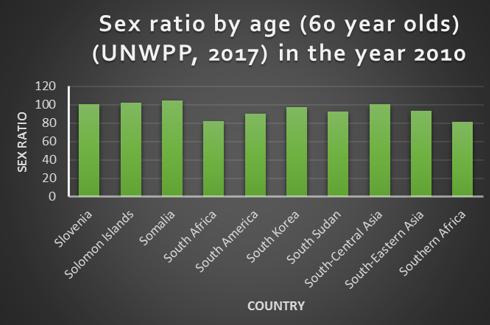 Sex ratio by age (60 year olds)
(UNWPP, 2017) in the year 2010
120
100
80
60
40
20
0
SEX RATIO
Slovenia
Solomon Islands
Somalia
South Africa
South America
South Korea
South Sudan
South-Central Asia
South-Eastern Asia
Southern Africa
COUNTRY